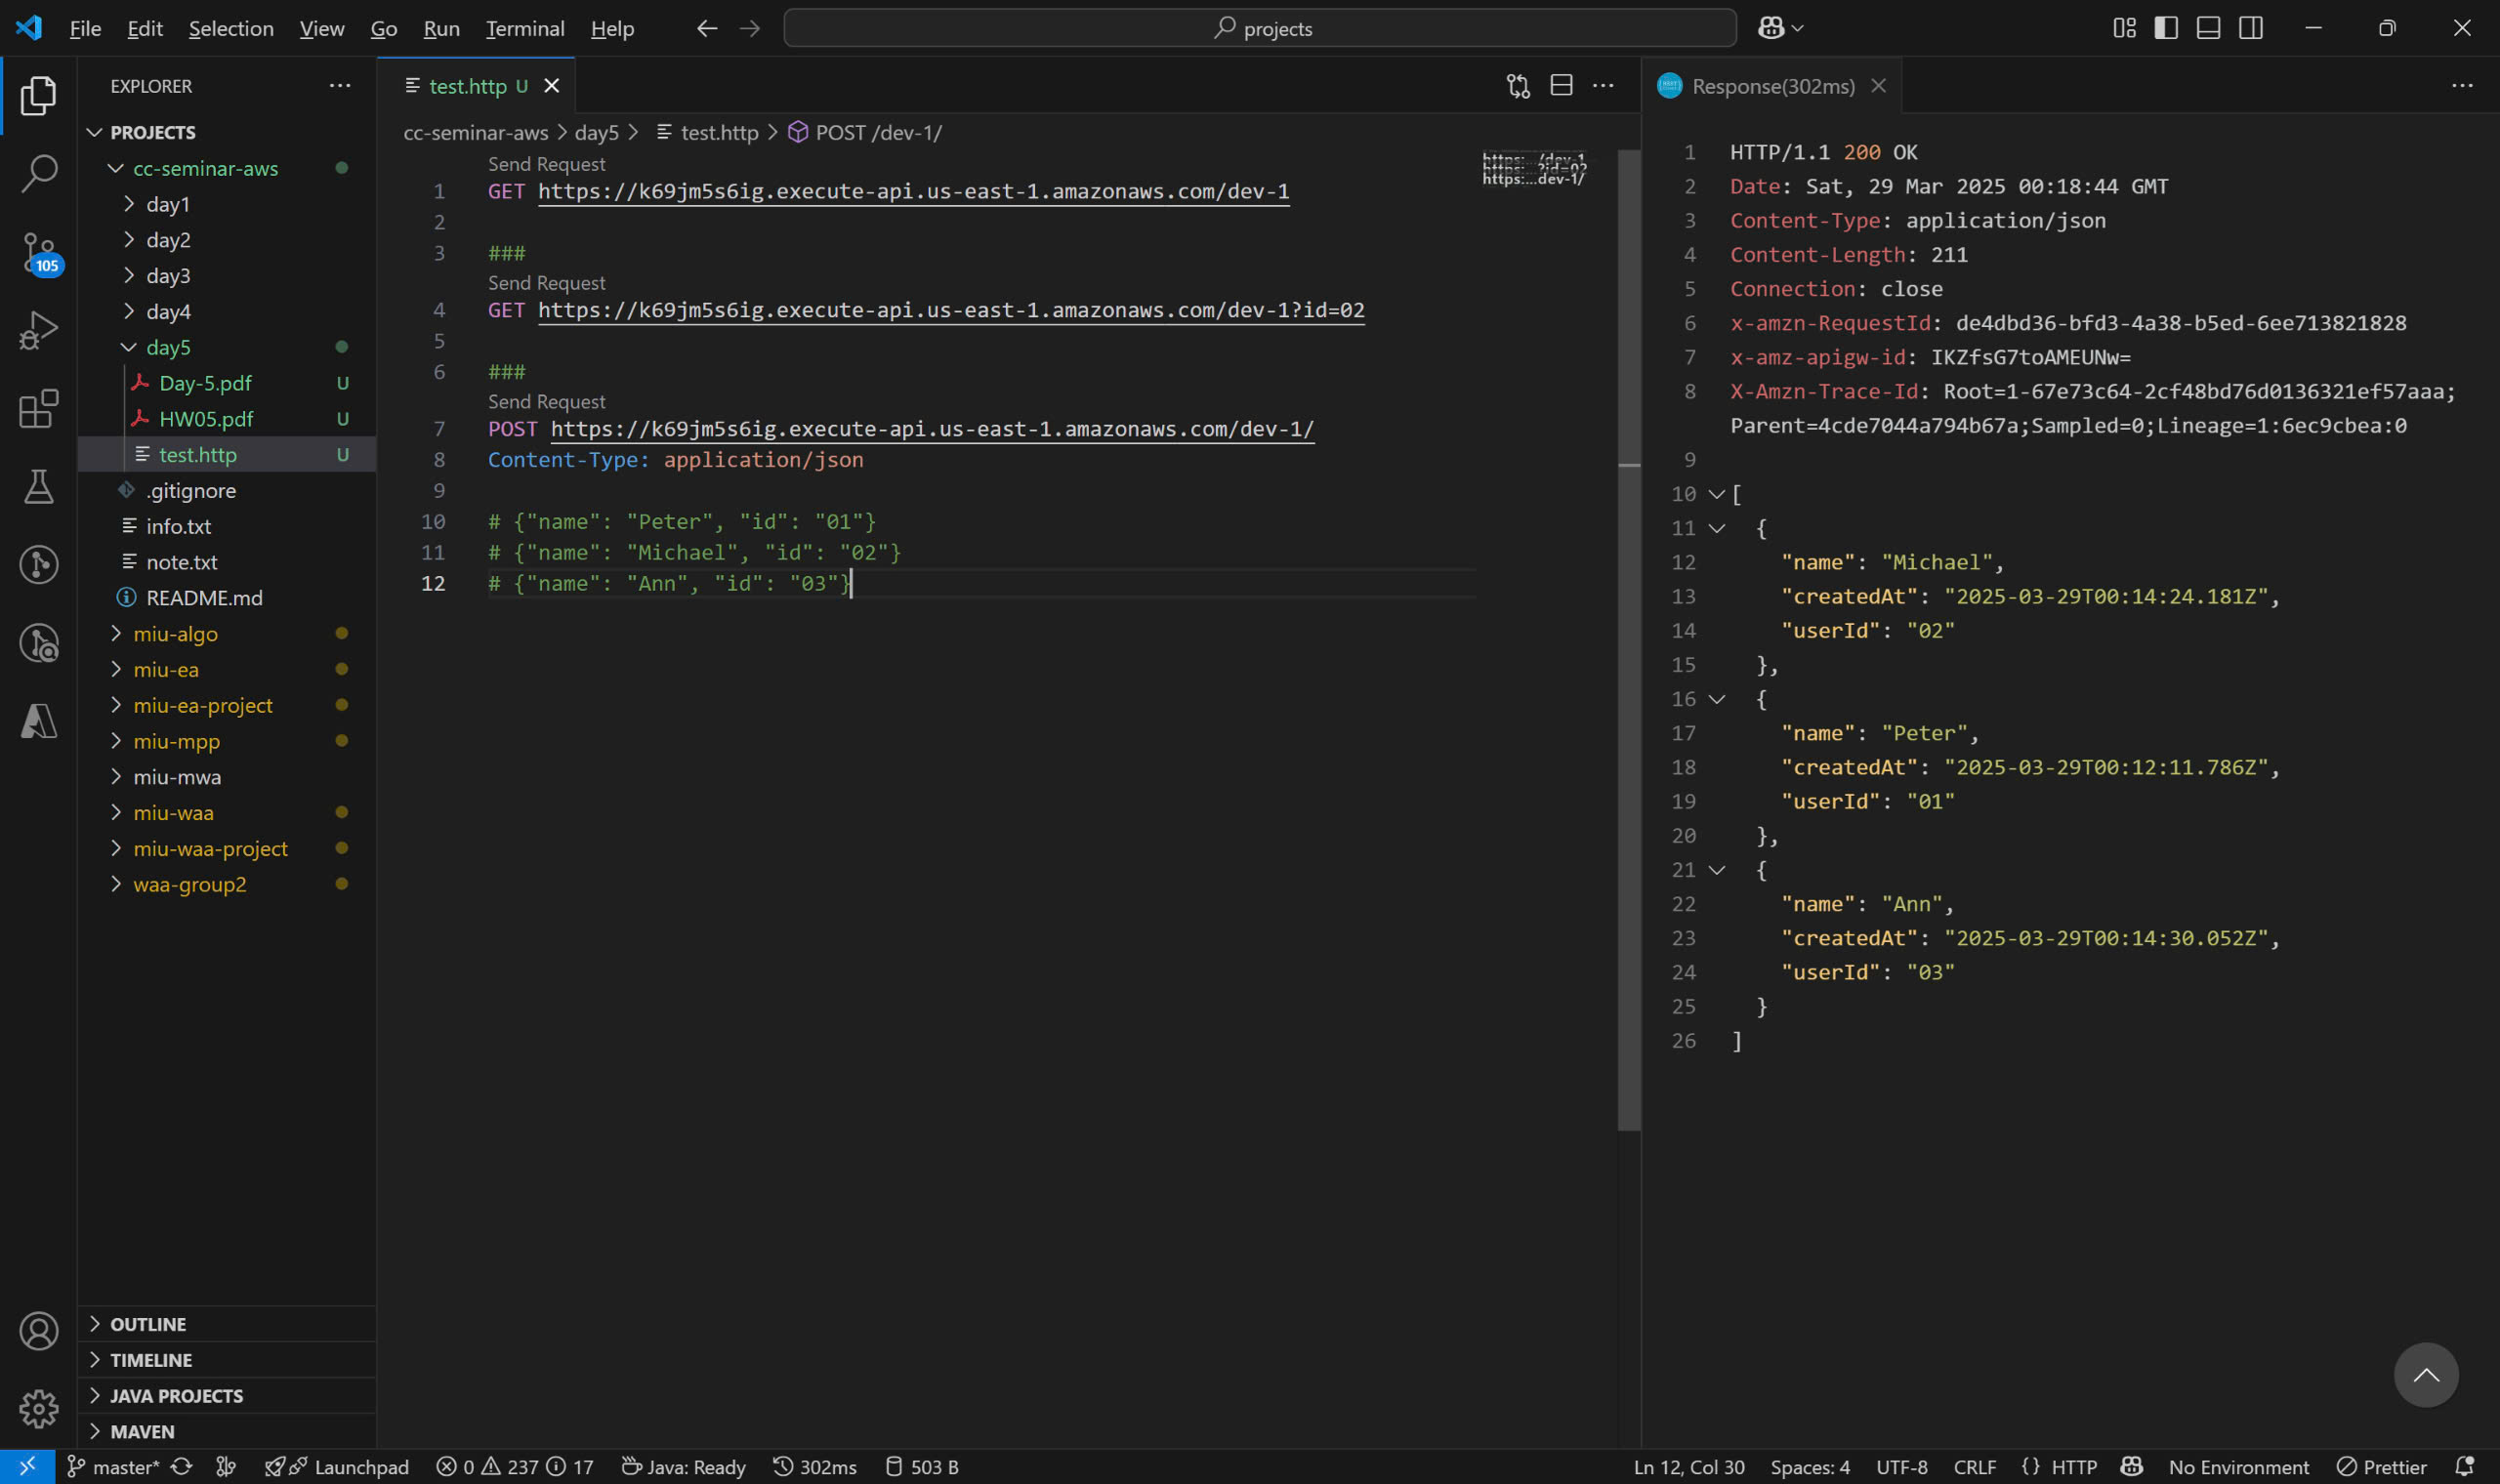 File Edit Selection View Go Run Terminal Help projects
EXPLORER
PROJECTS
cc-seminar-aws
day1
day2
day3
day4
day5
Day-5.pdf U
HW05.pdf U
test.http U
.gitignore
info.txt
note.txt
README.md
miu-algo
miu-ea
miu-ea-project
miu-mpp
miu-mwa
miu-waa
miu-waa-project
waa-group2
OUTLINE
TIMELINE
JAVA PROJECTS
MAVEN
105
test.http U
cc-seminar-aws > day5 > test.http > POST /dev-1/
Send Request
1 GET https://k69jm5s6ig.execute-api.us-east-1.amazonaws.com/dev-1
2
3 ###
Send Request
4 GET https://k69jm5s6ig.execute-api.us-east-1.amazonaws.com/dev-1?id=02
5
6 ###
Send Request
7 POST https://k69jm5s6ig.execute-api.us-east-1.amazonaws.com/dev-1/
8 Content-Type: application/json
9
10 # {"name": "Peter", "id": "01"}
11 # {"name": "Michael", "id": "02"}
12 # {"name": "Ann", "id": "03"}
https:.../dev-1
https:...?id=02
https:...dev-1/
Response(302ms)
1 HTTP/1.1 200 OK
2 Date: Sat, 29 Mar 2025 00:18:44 GMT
3 Content-Type: application/json
4 Content-Length: 211
5 Connection: close
6 x-amzn-RequestId: de4dbd36-bfd3-4a38-b5ed-6ee713821828
7 x-amz-apigw-id: IKZfsG7toAMEUNw=
8 X-Amzn-Trace-Id: Root=1-67e73c64-2cf48bd76d0136321ef57aaa;
Parent=4cde7044a794b67a;Sampled=0;Lineage=1:6ec9cbea:0
9
10 [
11 {
12 "name": "Michael",
13 "createdAt": "2025-03-29T00:14:24.181Z",
14 "userId": "02"
15 },
16 {
17 "name": "Peter",
18 "createdAt": "2025-03-29T00:12:11.786Z",
19 "userId": "01"
20 },
21 {
22 "name": "Ann",
23 "createdAt": "2025-03-29T00:14:30.052Z",
24 "userId": "03"
25 }
26 ]
master* Launchpad 0 237 17 Java: Ready 302ms 503 B Ln 12, Col 30 Spaces: 4 UTF-8 CRLF {} HTTP No Environment Prettier